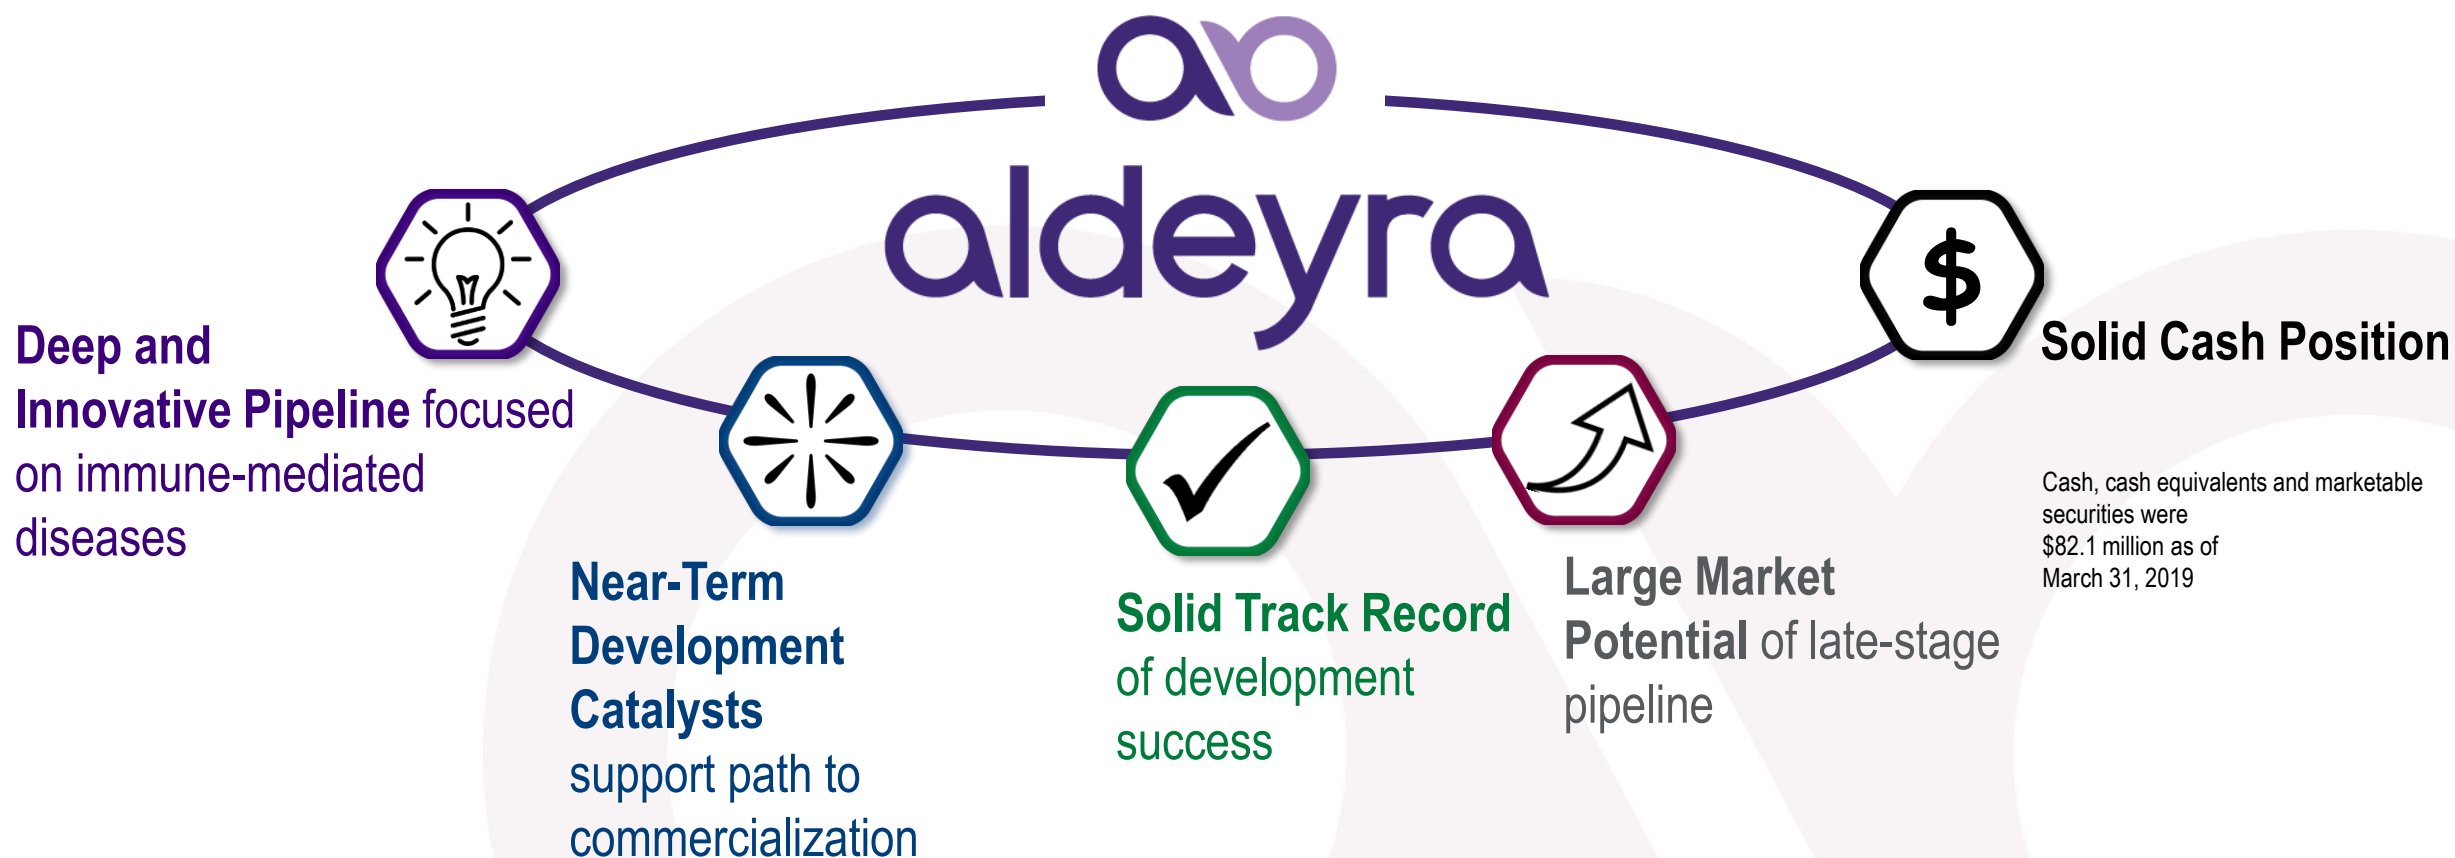 aldeyra
Deep and
Innovative Pipeline focused
on immune-mediated
diseases
Near-Term
Development
Catalysts
support path to
commercialization
Solid Track Record
of development
success
Large Market
Potential of late-stage
pipeline
$
Solid Cash Position
Cash, cash equivalents and marketable
securities were
$82.1 million as of
March 31, 2019